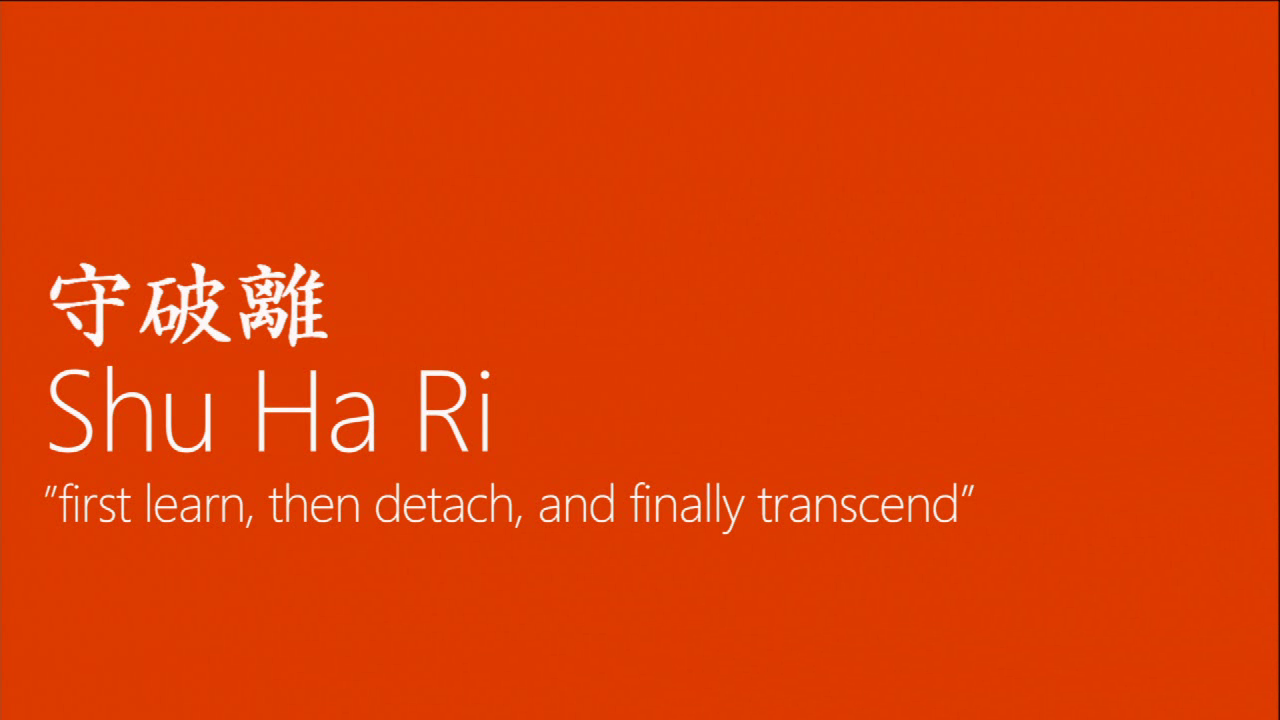 守破離
Shu Ha Ri
”first learn, then detach, and finally transcend”